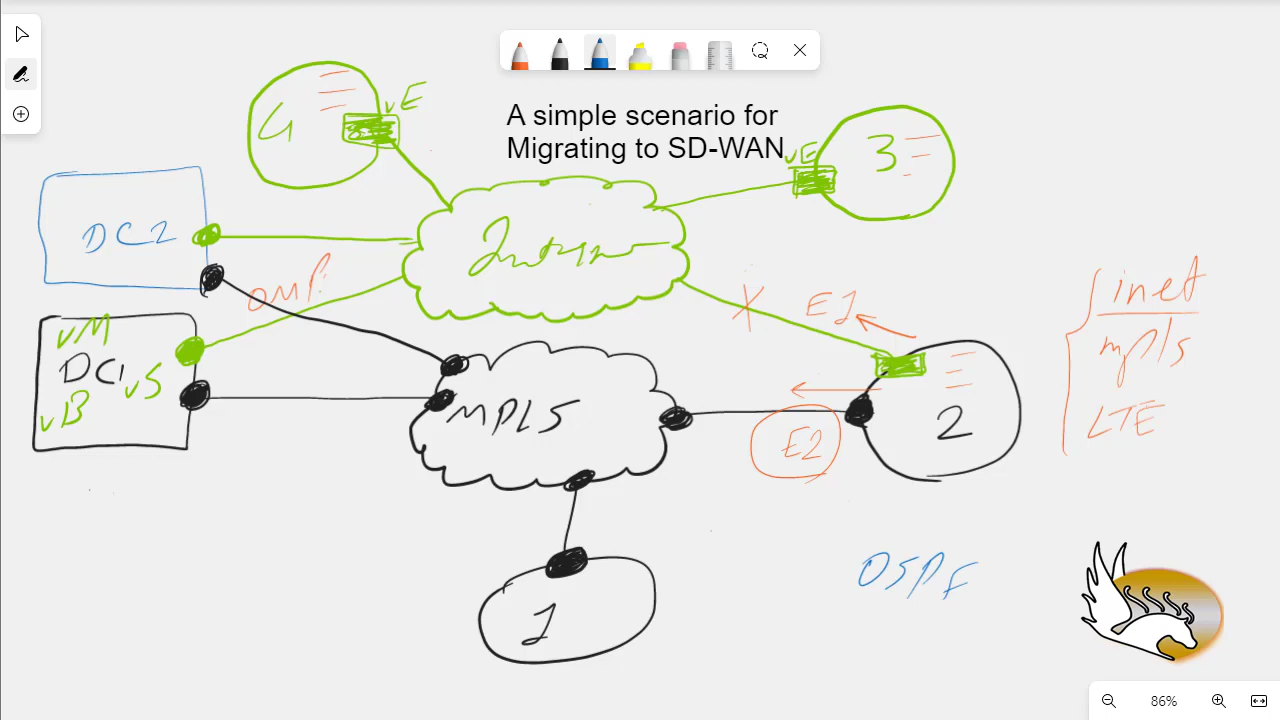 A simple scenario for
Migrating to SD-WAN
4
vE
vE
3
DC2
OMP
E1
inet
mpls
LTE
vM
DC1
vS
vB
MPLS
E2
2
OSPF
1
86%